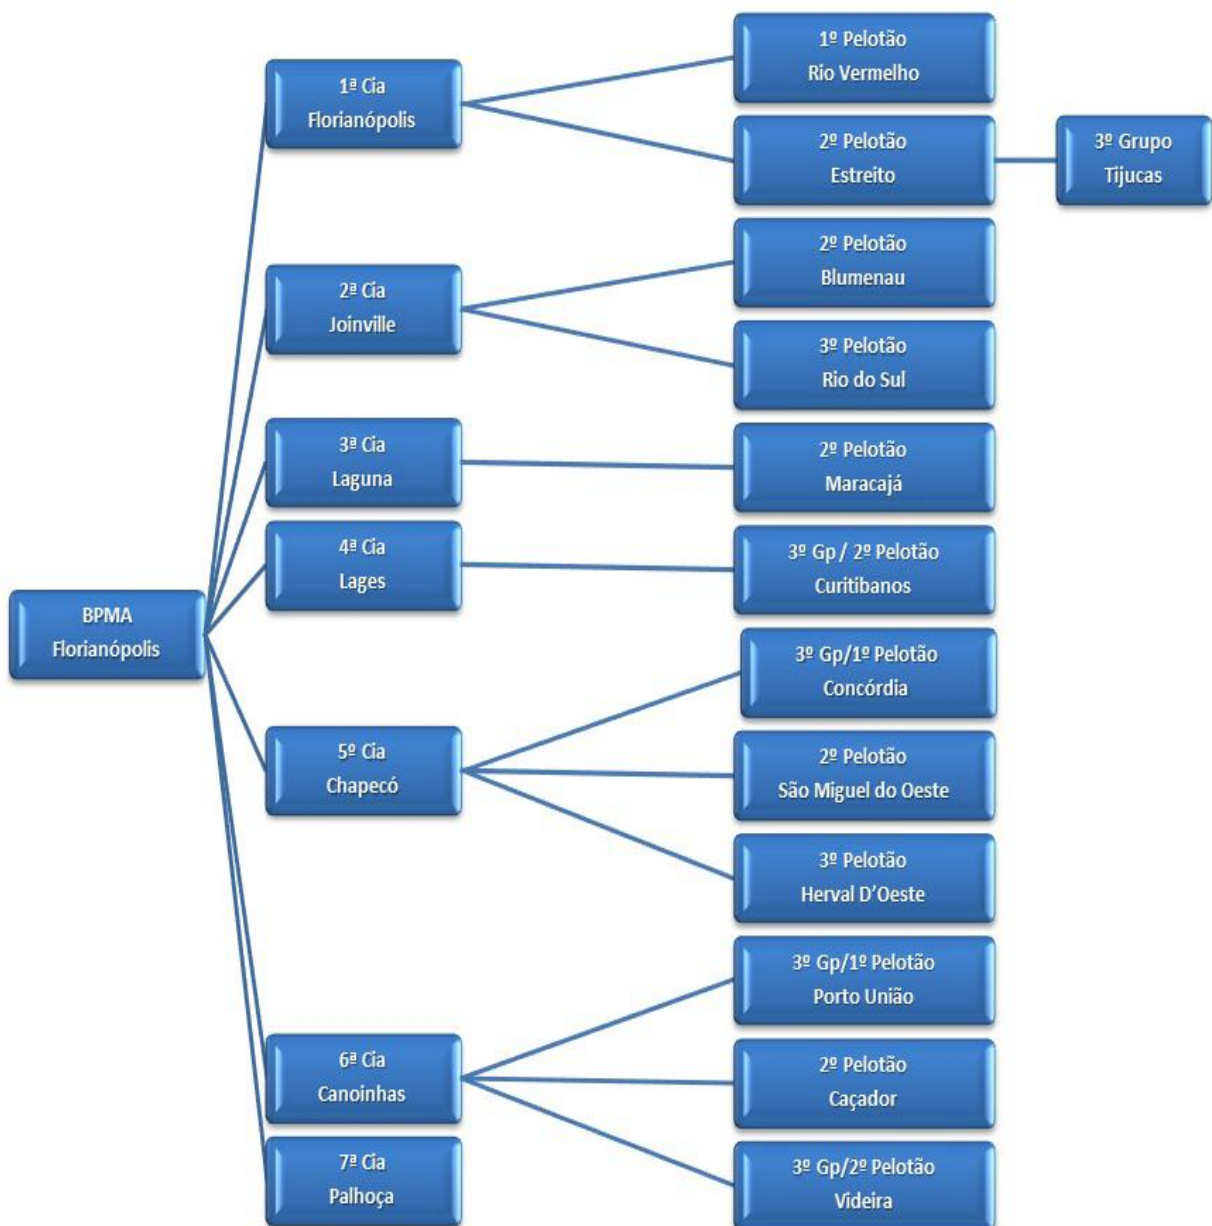 BPMA
Florianópolis
1ª Cia
Florianópolis
1º Pelotão
Rio Vermelho
2º Pelotão
Estreito
3º Grupo
Tijucas
2ª Cia
Joinville
2º Pelotão
Blumenau
3º Pelotão
Rio do Sul
3ª Cia
Laguna
2º Pelotão
Maracajá
4ª Cia
Lages
3º Gp / 2º Pelotão
Curitibanos
5º Cia
Chapecó
3º Gp/1º Pelotão
Concórdia
2º Pelotão
São Miguel do Oeste
3º Pelotão
Herval D’Oeste
6ª Cia
Canoinhas
3º Gp/1º Pelotão
Porto União
2º Pelotão
Caçador
3º Gp/2º Pelotão
Videira
7ª Cia
Palhoça